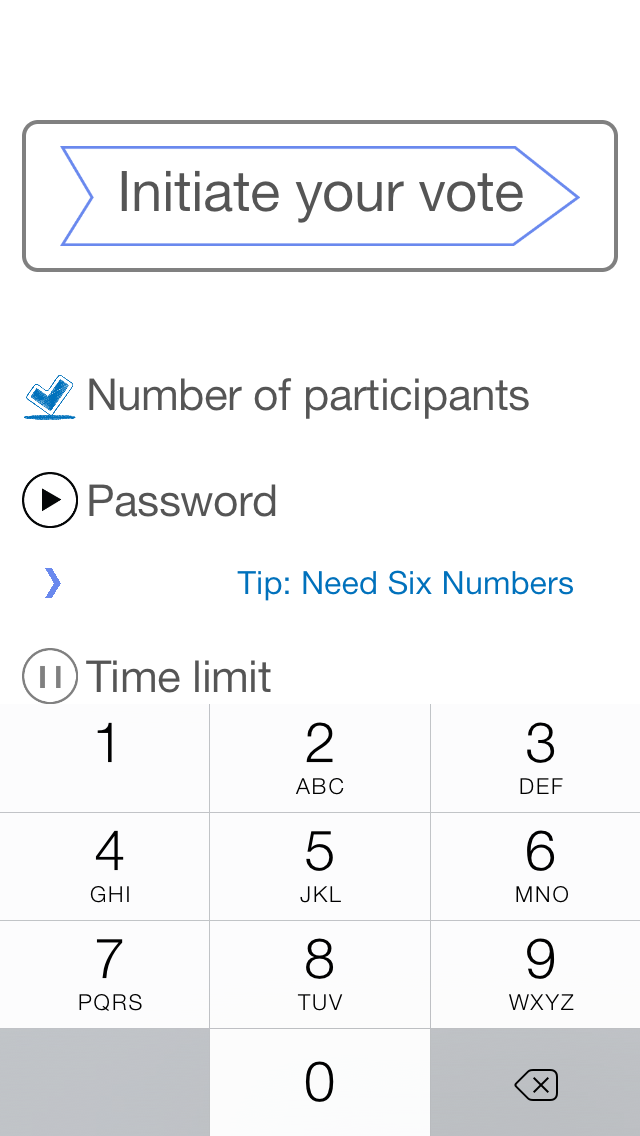 Initiate your vote
Number of participants
Password
Tip: Need Six Numbers
Time limit
1 2 3
ABC DEF
4 5 6
GHI JKL MNO
7 8 9
PQRS TUV WXYZ
0